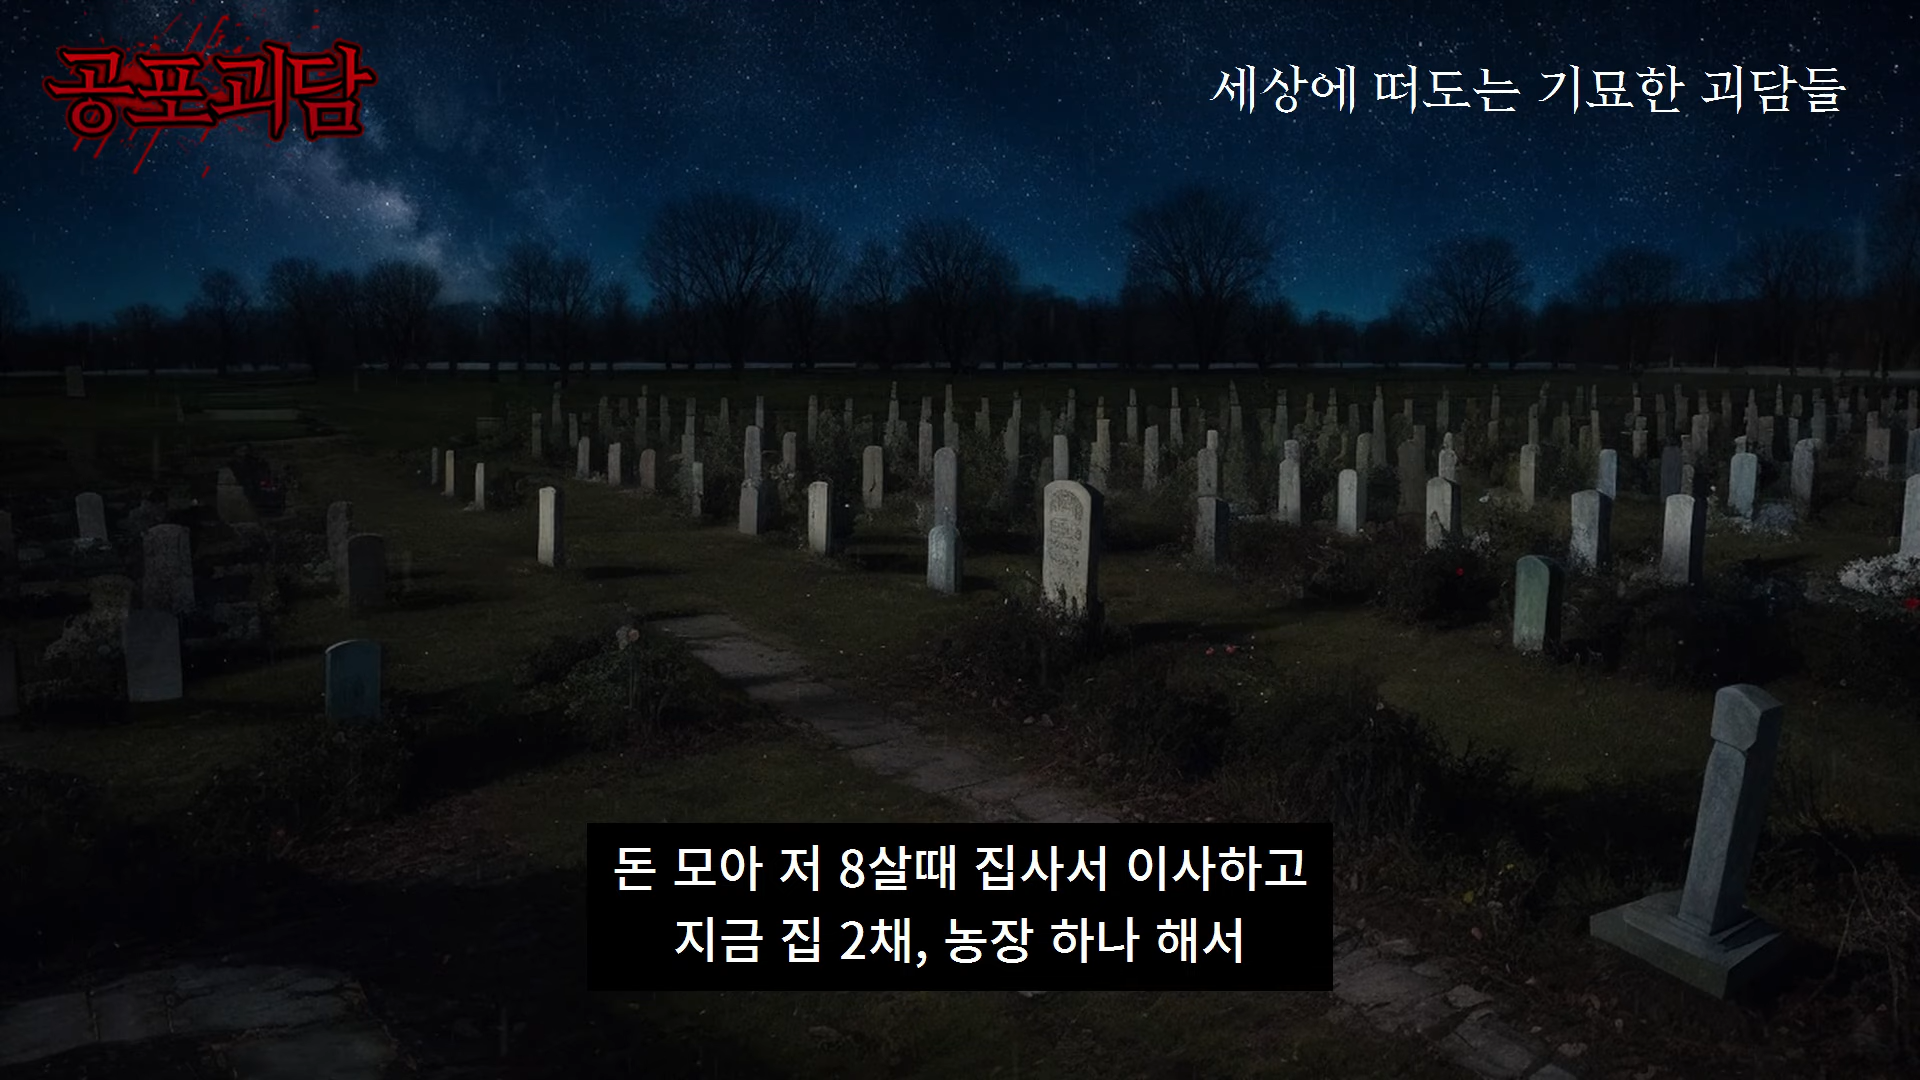 공포괴담
세상에 떠도는 기묘한 괴담들
돈 모아 저 8살때 집사서 이사하고
지금 집 2채, 농장 하나 해서